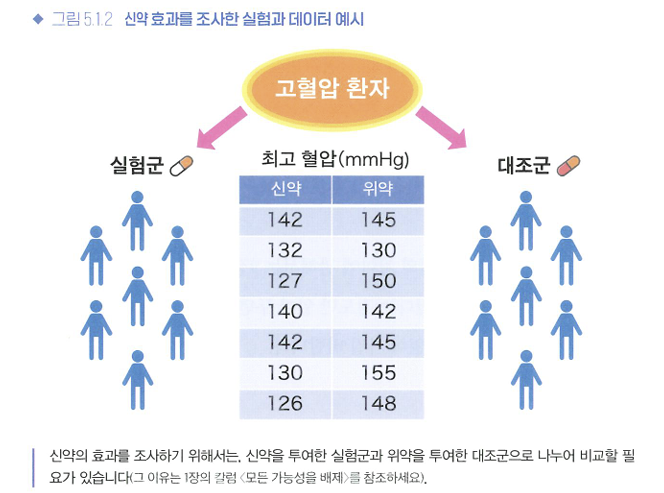 ◆ 그림 5.1.2 신약 효과를 조사한 실험과 데이터 예시
고혈압 환자
실험군
최고 혈압(mmHg)
대조군
신약 위약
142 145
132 130
127 150
140 142
142 145
130 155
126 148
신약의 효과를 조사하기 위해서는, 신약을 투여한 실험군과 위약을 투여한 대조군으로 나누어 비교할 필
요가 있습니다(그 이유는 1장의 칼럼 <모든 가능성을 배제>를 참조하세요).